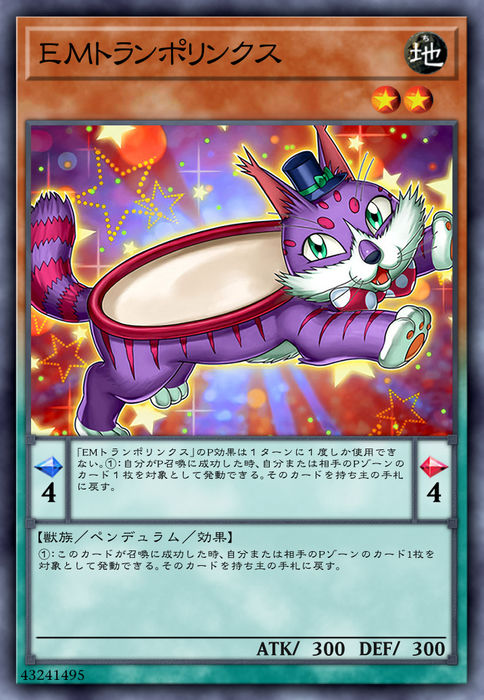 EMトランポリンクス
ち
地
「EMトランポリンクス」のP効果は1ターンに1度しか使用でき
ない。①：自分がP召喚に成功した時、自分または相手のPゾーンの
カード1枚を対象として発動できる。そのカードを持ち主の手札
に戻す。
4
4
【獣族／ペンデュラム／効果】
①：このカードが召喚に成功した時、自分または相手のPゾーンのカード1枚を
対象として発動できる。そのカードを持ち主の手札に戻す。
ATK/ 300 DEF/ 300
43241495